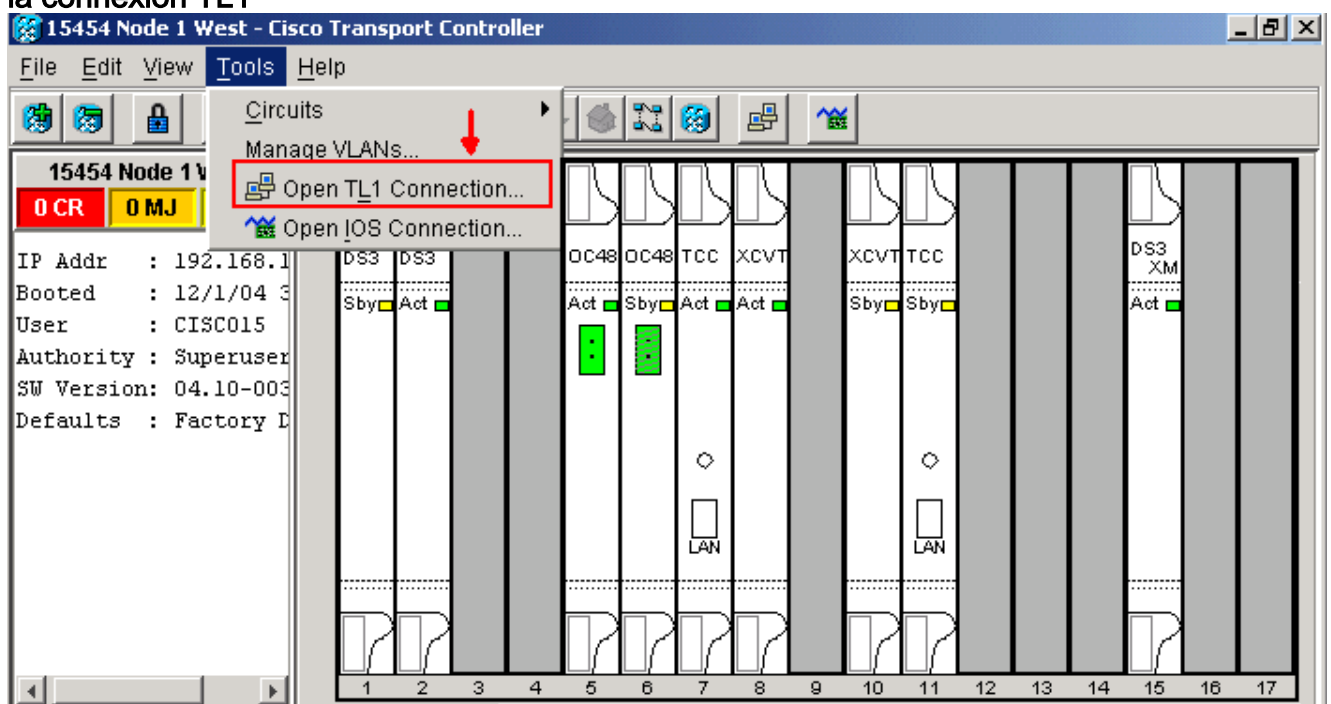 la connexion TL1
15454 Node 1 West - Cisco Transport Controller
File Edit View Tools Help
Circuits
Manage VLANs...
Open TL1 Connection...
Open IOS Connection...
15454 Node 1
0 CR 0 MJ
IP Addr : 192.168.1
Booted : 12/1/04 3
User : CISCO15
Authority : Superuser
SW Version: 04.10-003
Defaults : Factory D
DS3 DS3 OC48 OC48 TCC XCVT XCVT TCC DS3 XM
Sby Act Act Sby Act Act Sby Sby Act
LAN LAN
1 2 3 4 5 6 7 8 9 10 11 12 13 14 15 16 17